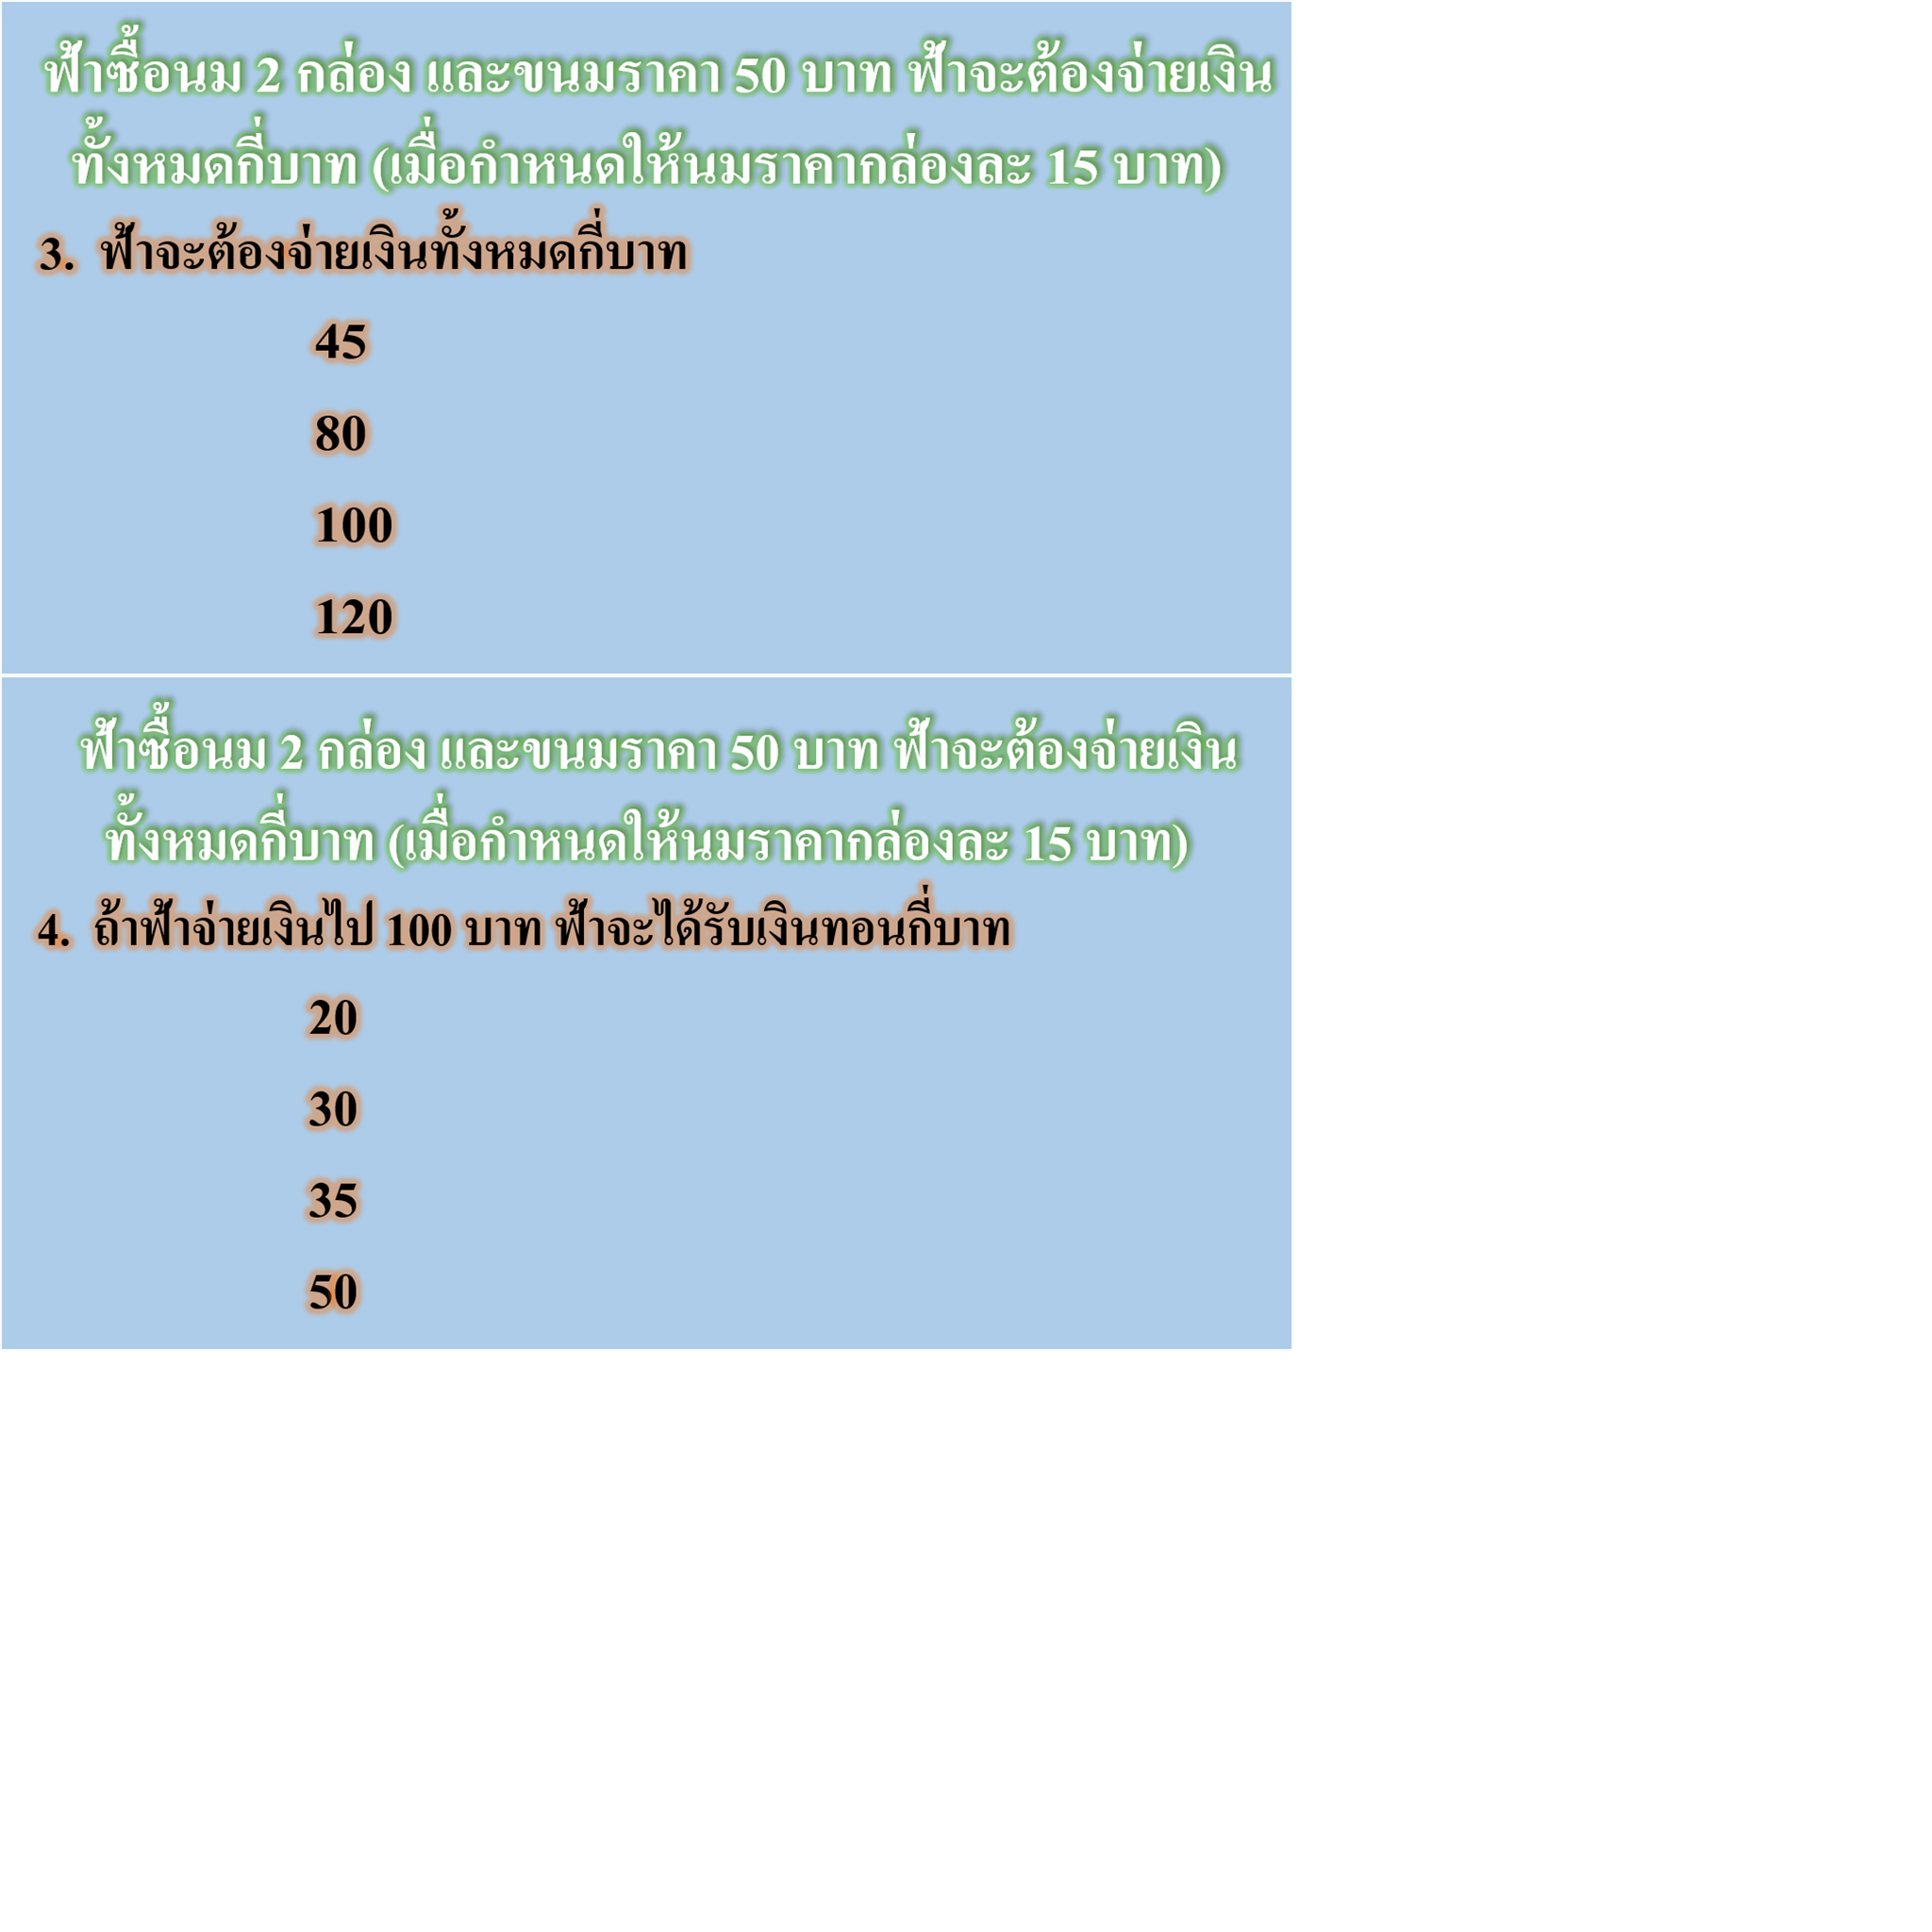 ฟ้าซื้อนม 2 กล่อง และขนมราคา 50 บาท ฟ้าจะต้องจ่ายเงิน
ทั้งหมดกี่บาท (เมื่อกำหนดให้นมราคากล่องละ 15 บาท)
3. ฟ้าจะต้องจ่ายเงินทั้งหมดกี่บาท
45
80
100
120
ฟ้าซื้อนม 2 กล่อง และขนมราคา 50 บาท ฟ้าจะต้องจ่ายเงิน
ทั้งหมดกี่บาท (เมื่อกำหนดให้นมราคากล่องละ 15 บาท)
4. ถ้าฟ้าจ่ายเงินไป 100 บาท ฟ้าจะได้รับเงินทอนกี่บาท
20
30
35
50